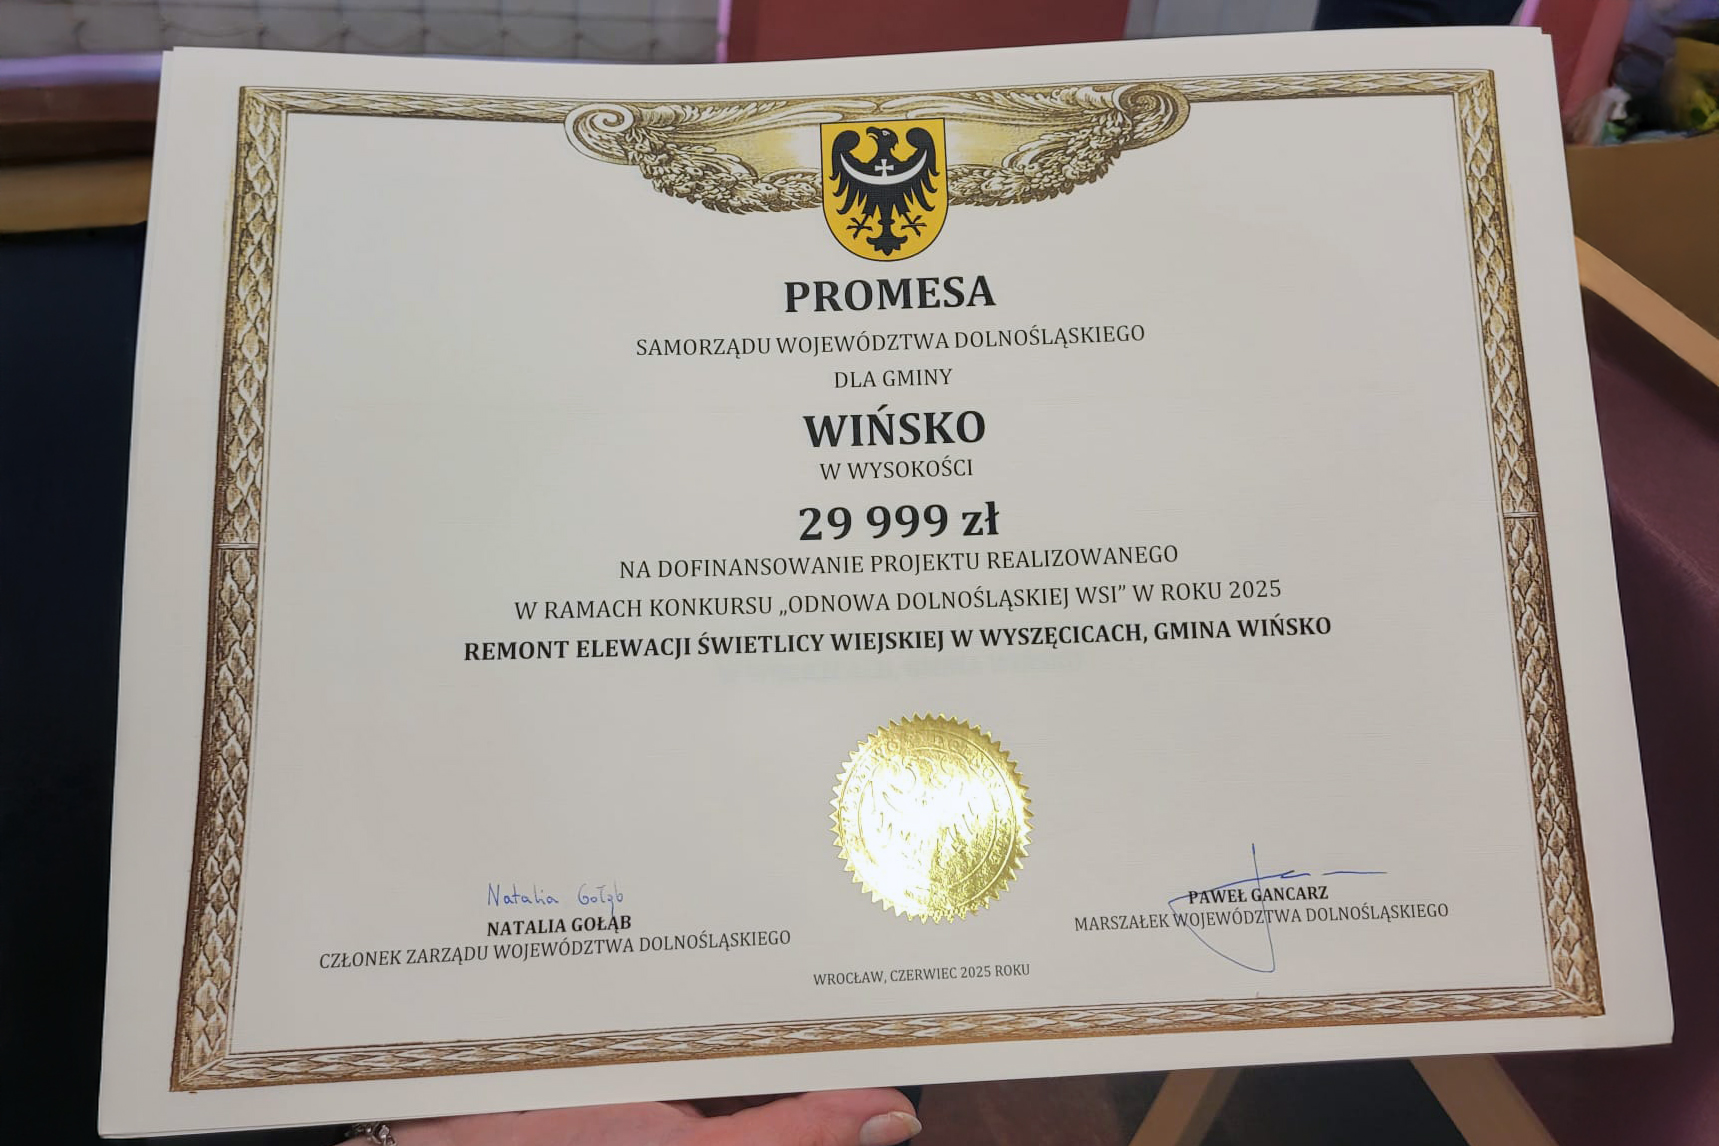 PROMESA
SAMORZĄDU WOJEWÓDZTWA DOLNOŚLĄSKIEGO
DLA GMINY
WIŃSKO
W WYSOKOŚCI
29 999 zł
NA DOFINANSOWANIE PROJEKTU REALIZOWANEGO
W RAMACH KONKURSU „ODNOWA DOLNOŚLĄSKIEJ WSI” W ROKU 2025
REMONT ELEWACJI ŚWIETLICY WIEJSKIEJ W WYSZĘCICACH, GMINA WIŃSKO
Natalia Gołąb
NATALIA GOŁĄB
CZŁONEK ZARZĄDU WOJEWÓDZTWA DOLNOŚLĄSKIEGO
PAWEŁ GANCARZ
MARSZAŁEK WOJEWÓDZTWA DOLNOŚLĄSKIEGO
WROCŁAW, CZERWIEC 2025 ROKU